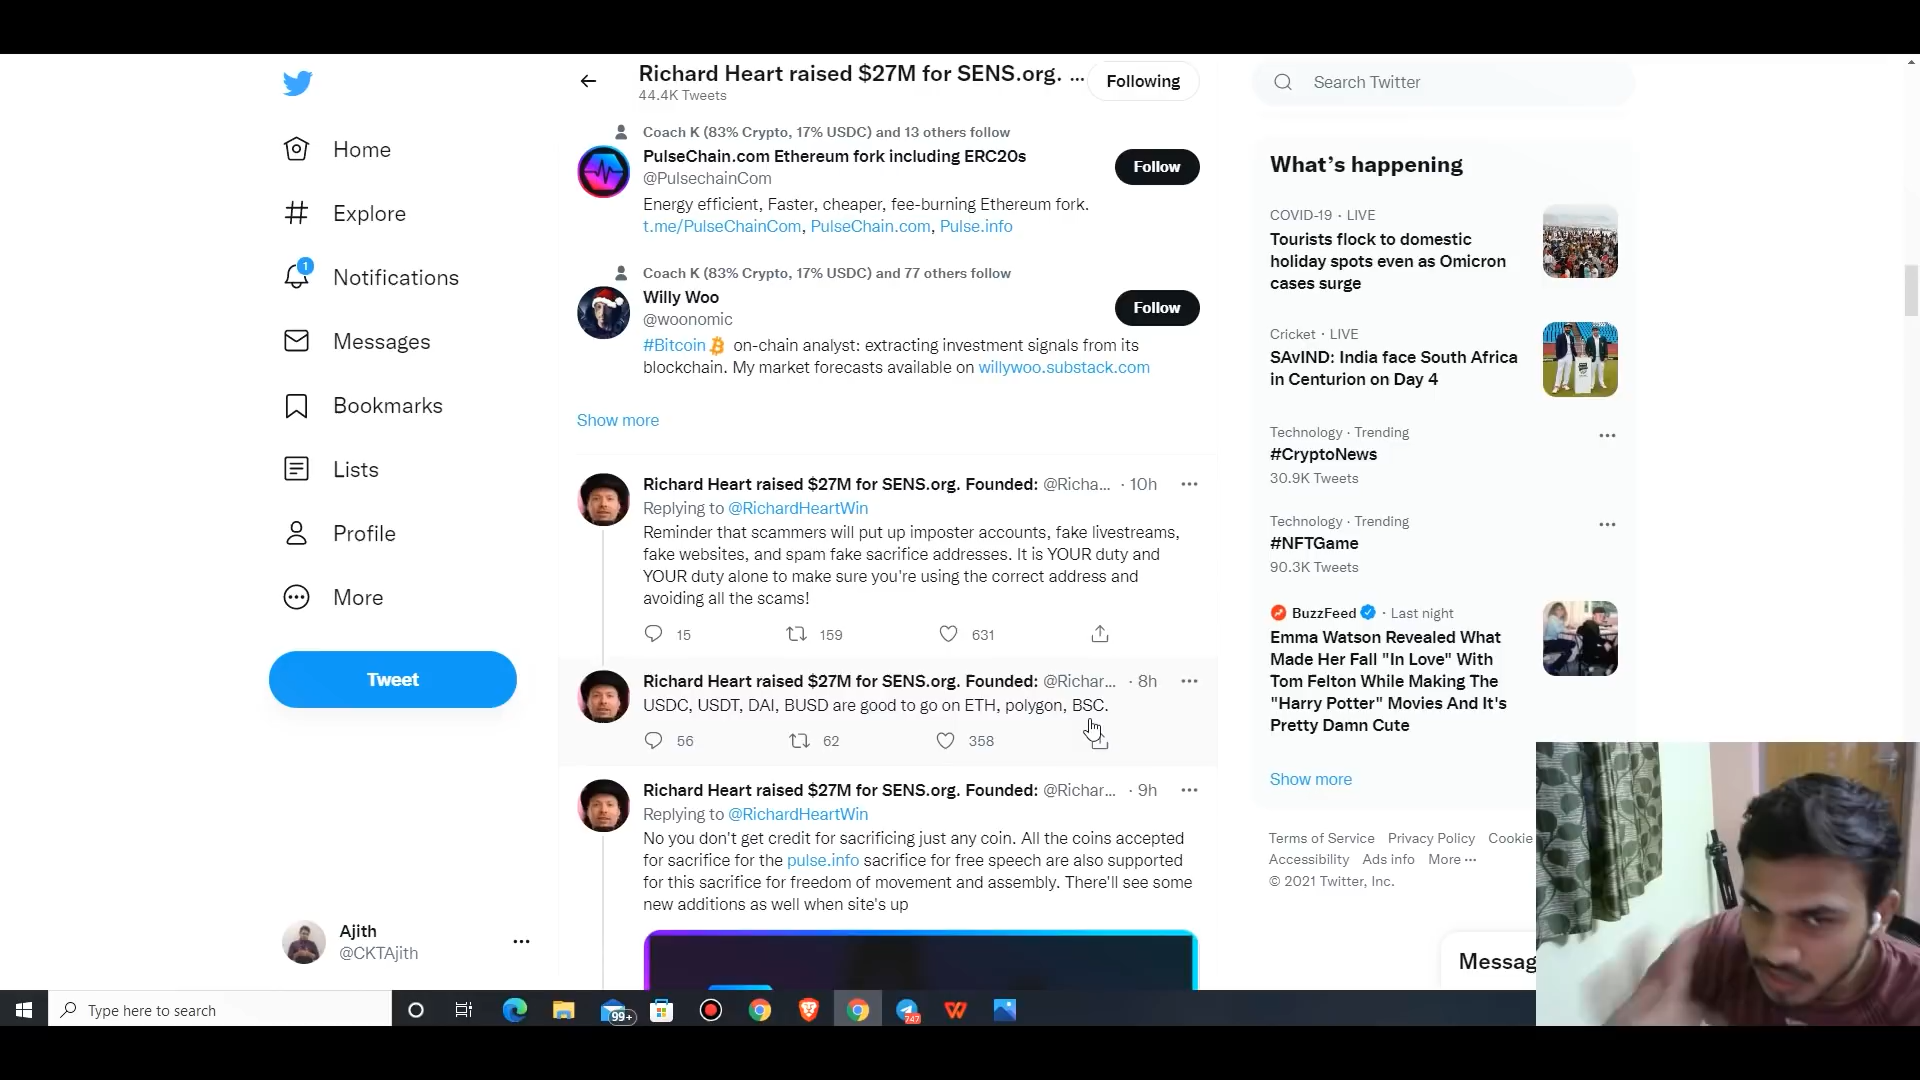 Home
Explore
1
Notifications
Messages
Bookmarks
Lists
Profile
More
Tweet
Ajith
@CKTAjith
Richard Heart raised $27M for SENS.org. ...
44.4K Tweets
Following
Coach K (83% Crypto, 17% USDC) and 13 others follow
PulseChain.com Ethereum fork including ERC20s
@PulsechainCom
Follow
Energy efficient, Faster, cheaper, fee-burning Ethereum fork.
t.me/PulseChainCom, PulseChain.com, Pulse.info
Coach K (83% Crypto, 17% USDC) and 77 others follow
Willy Woo
@woonomic
Follow
#Bitcoin on-chain analyst: extracting investment signals from its
blockchain. My market forecasts available on willywoo.substack.com
Show more
Richard Heart raised $27M for SENS.org. Founded: @Richa... · 10h
Replying to @RichardHeartWin
Reminder that scammers will put up imposter accounts, fake livestreams,
fake websites, and spam fake sacrifice addresses. It is YOUR duty and
YOUR duty alone to make sure you're using the correct address and
avoiding all the scams!
15 159 631
Richard Heart raised $27M for SENS.org. Founded: @Richar... · 8h
USDC, USDT, DAI, BUSD are good to go on ETH, polygon, BSC.
56 62 358
Richard Heart raised $27M for SENS.org. Founded: @Richar... · 9h
Replying to @RichardHeartWin
No you don't get credit for sacrificing just any coin. All the coins accepted
for sacrifice for the pulse.info sacrifice for free speech are also supported
for this sacrifice for freedom of movement and assembly. There'll see some
new additions as well when site's up
Search Twitter
What's happening
COVID-19 · LIVE
Tourists flock to domestic
holiday spots even as Omicron
cases surge
Cricket · LIVE
SAvIND: India face South Africa
in Centurion on Day 4
Technology · Trending
#CryptoNews
30.9K Tweets
Technology · Trending
#NFTGame
90.3K Tweets
BuzzFeed · Last night
Emma Watson Revealed What
Made Her Fall "In Love" With
Tom Felton While Making The
"Harry Potter" Movies And It's
Pretty Damn Cute
Show more
Terms of Service Privacy Policy Cookie
Accessibility Ads info More ...
© 2021 Twitter, Inc.
Messag
Type here to search
99+
747